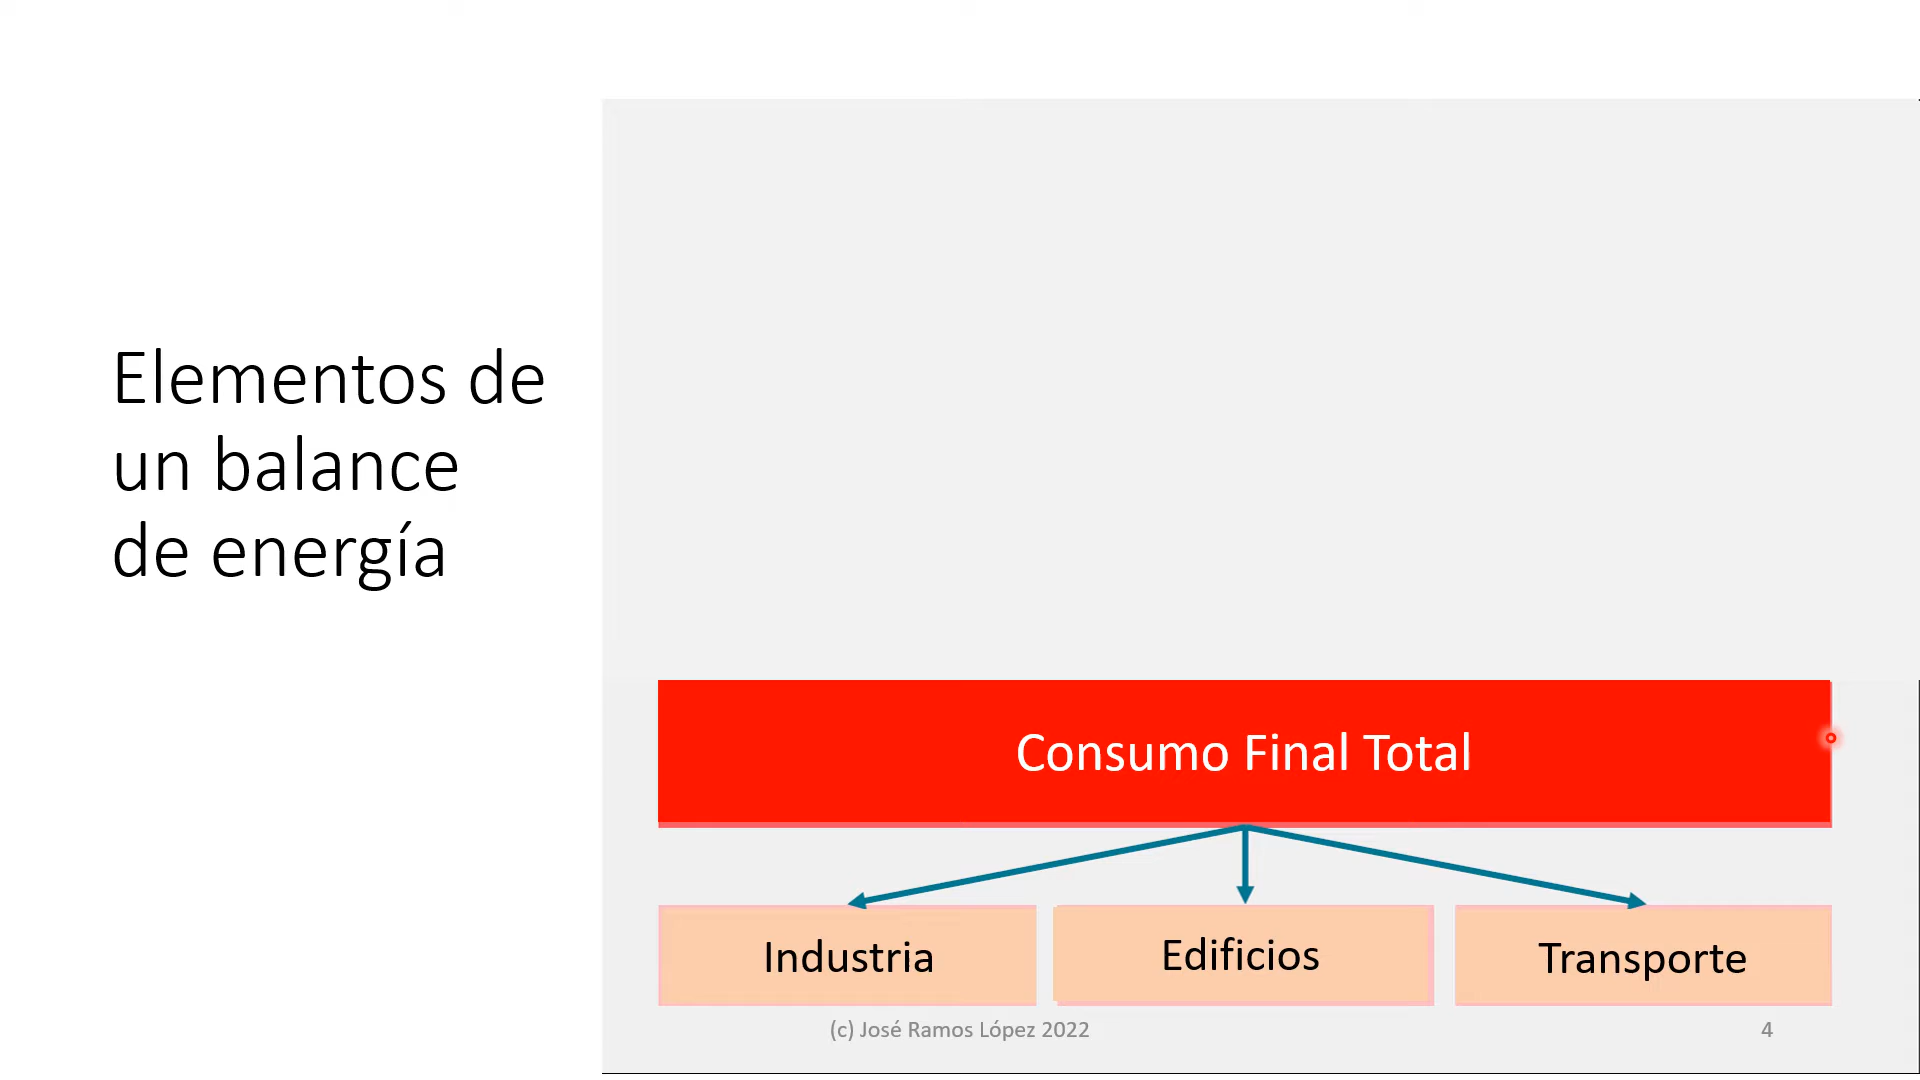 Elementos de
un balance
de energía
Consumo Final Total
Industria
Edificios
Transporte
(c) José Ramos López 2022
4